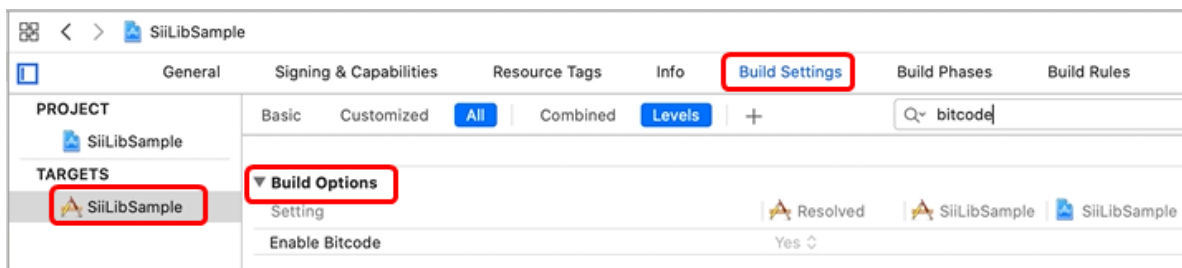 SiiLibSample
General Signing & Capabilities Resource Tags Info Build Settings Build Phases Build Rules
PROJECT
SiiLibSample
TARGETS
SiiLibSample
Basic Customized All Combined Levels + bitcode
Build Options
Setting Resolved SiiLibSample SiiLibSample
Enable Bitcode Yes